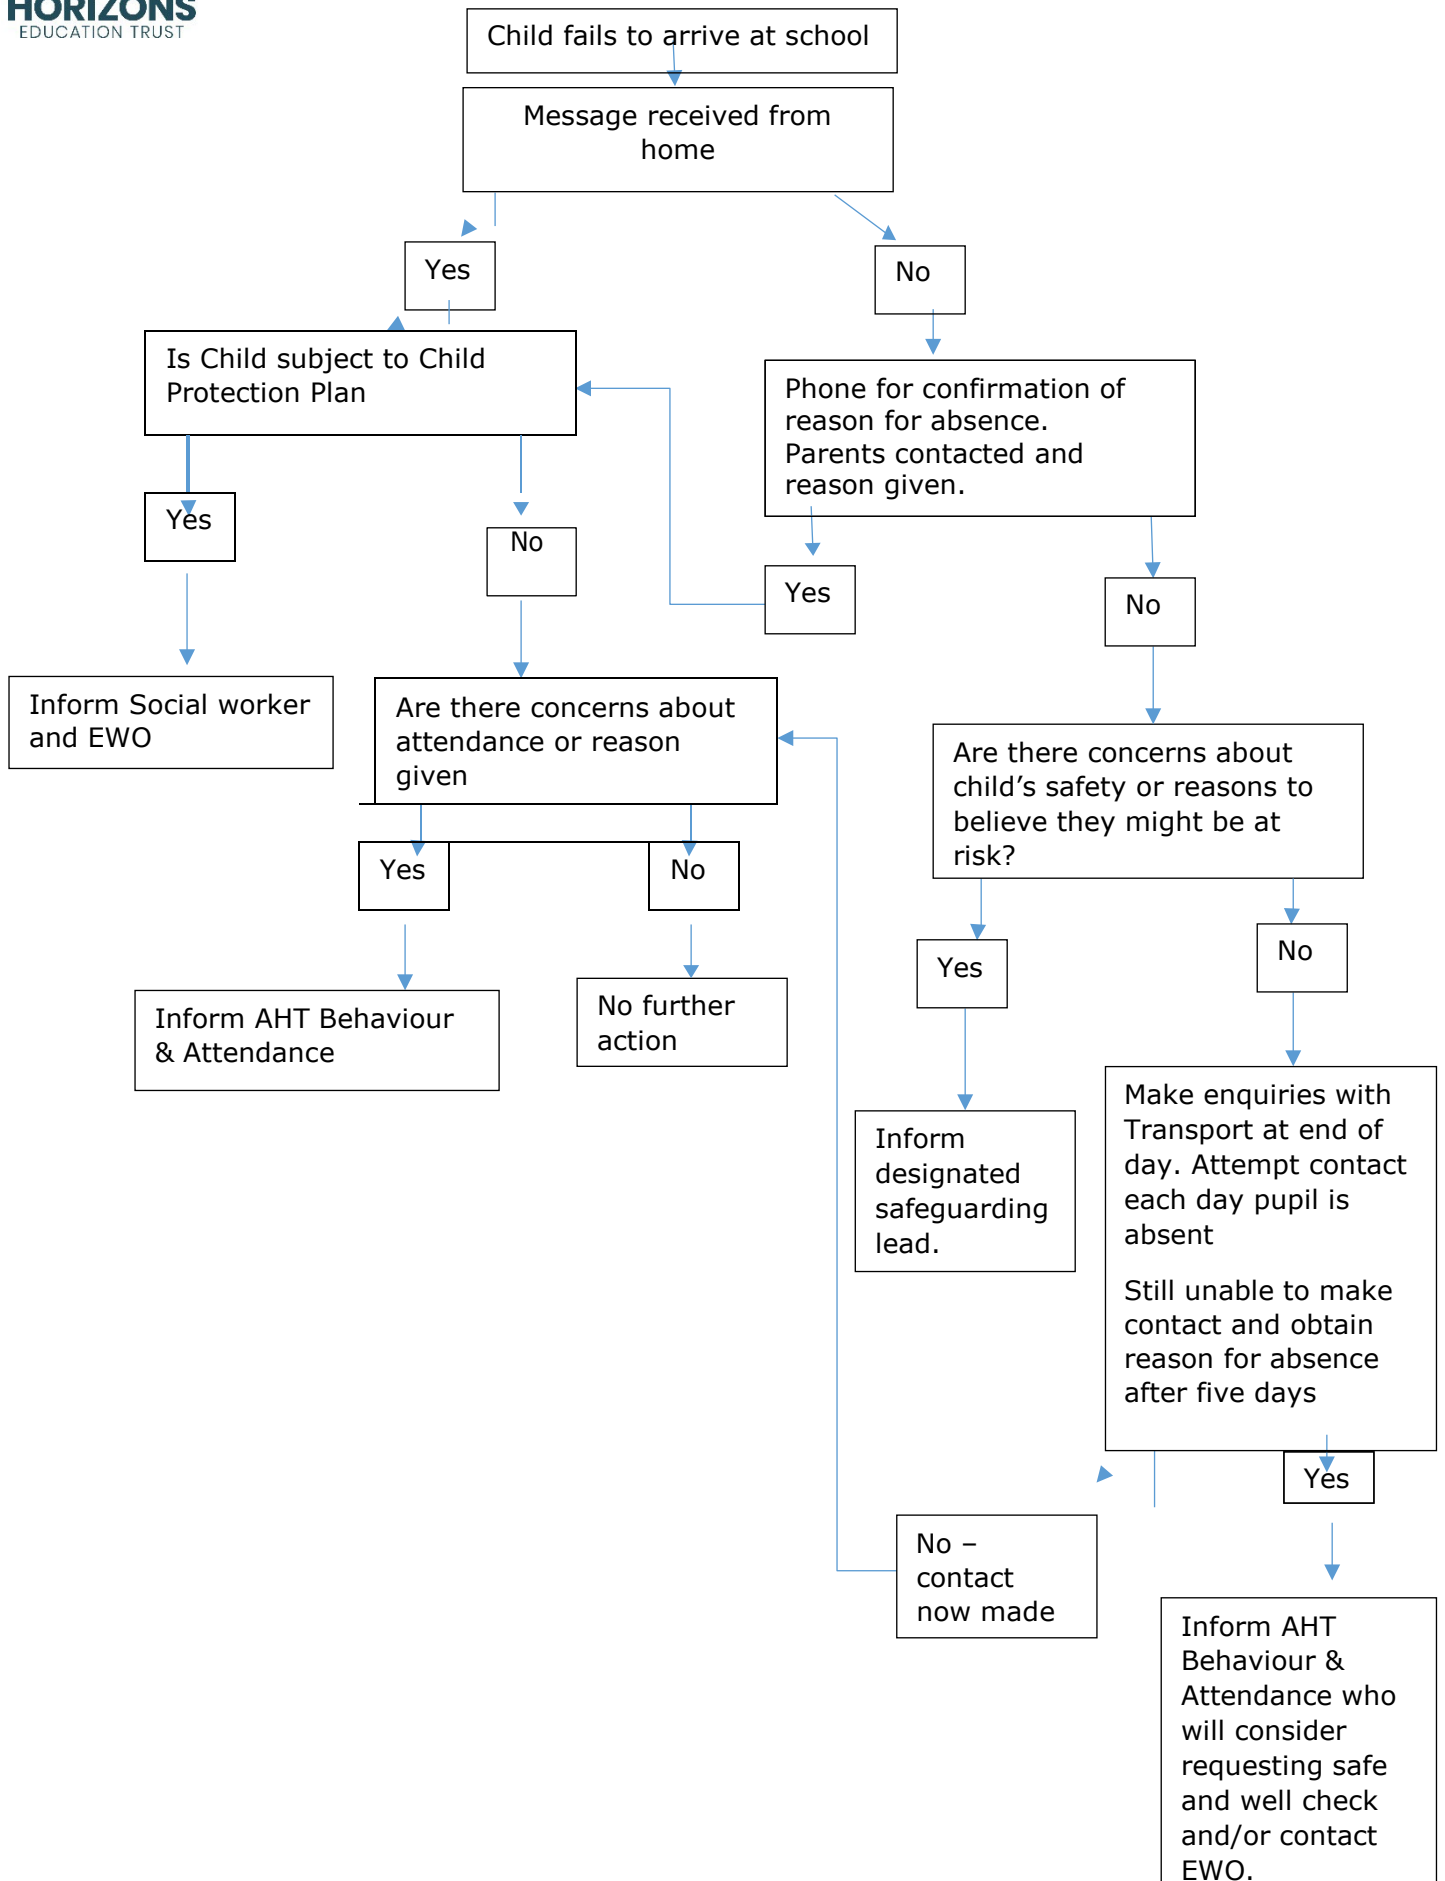 HORIZONS
EDUCATION TRUST
Child fails to arrive at school
Message received from
home
Yes
No
Is Child subject to Child
Protection Plan
Phone for confirmation of
reason for absence.
Parents contacted and
reason given.
Yes
No
Yes
No
Inform Social worker
and EWO
Are there concerns about
attendance or reason
given
Are there concerns about
child’s safety or reasons to
believe they might be at
risk?
Yes
No
Yes
No
Inform AHT Behaviour
& Attendance
No further
action
Inform
designated
safeguarding
lead.
Make enquiries with
Transport at end of
day. Attempt contact
each day pupil is
absent
Still unable to make
contact and obtain
reason for absence
after five days
Yes
No –
contact
now made
Inform AHT
Behaviour &
Attendance who
will consider
requesting safe
and well check
and/or contact
EWO.